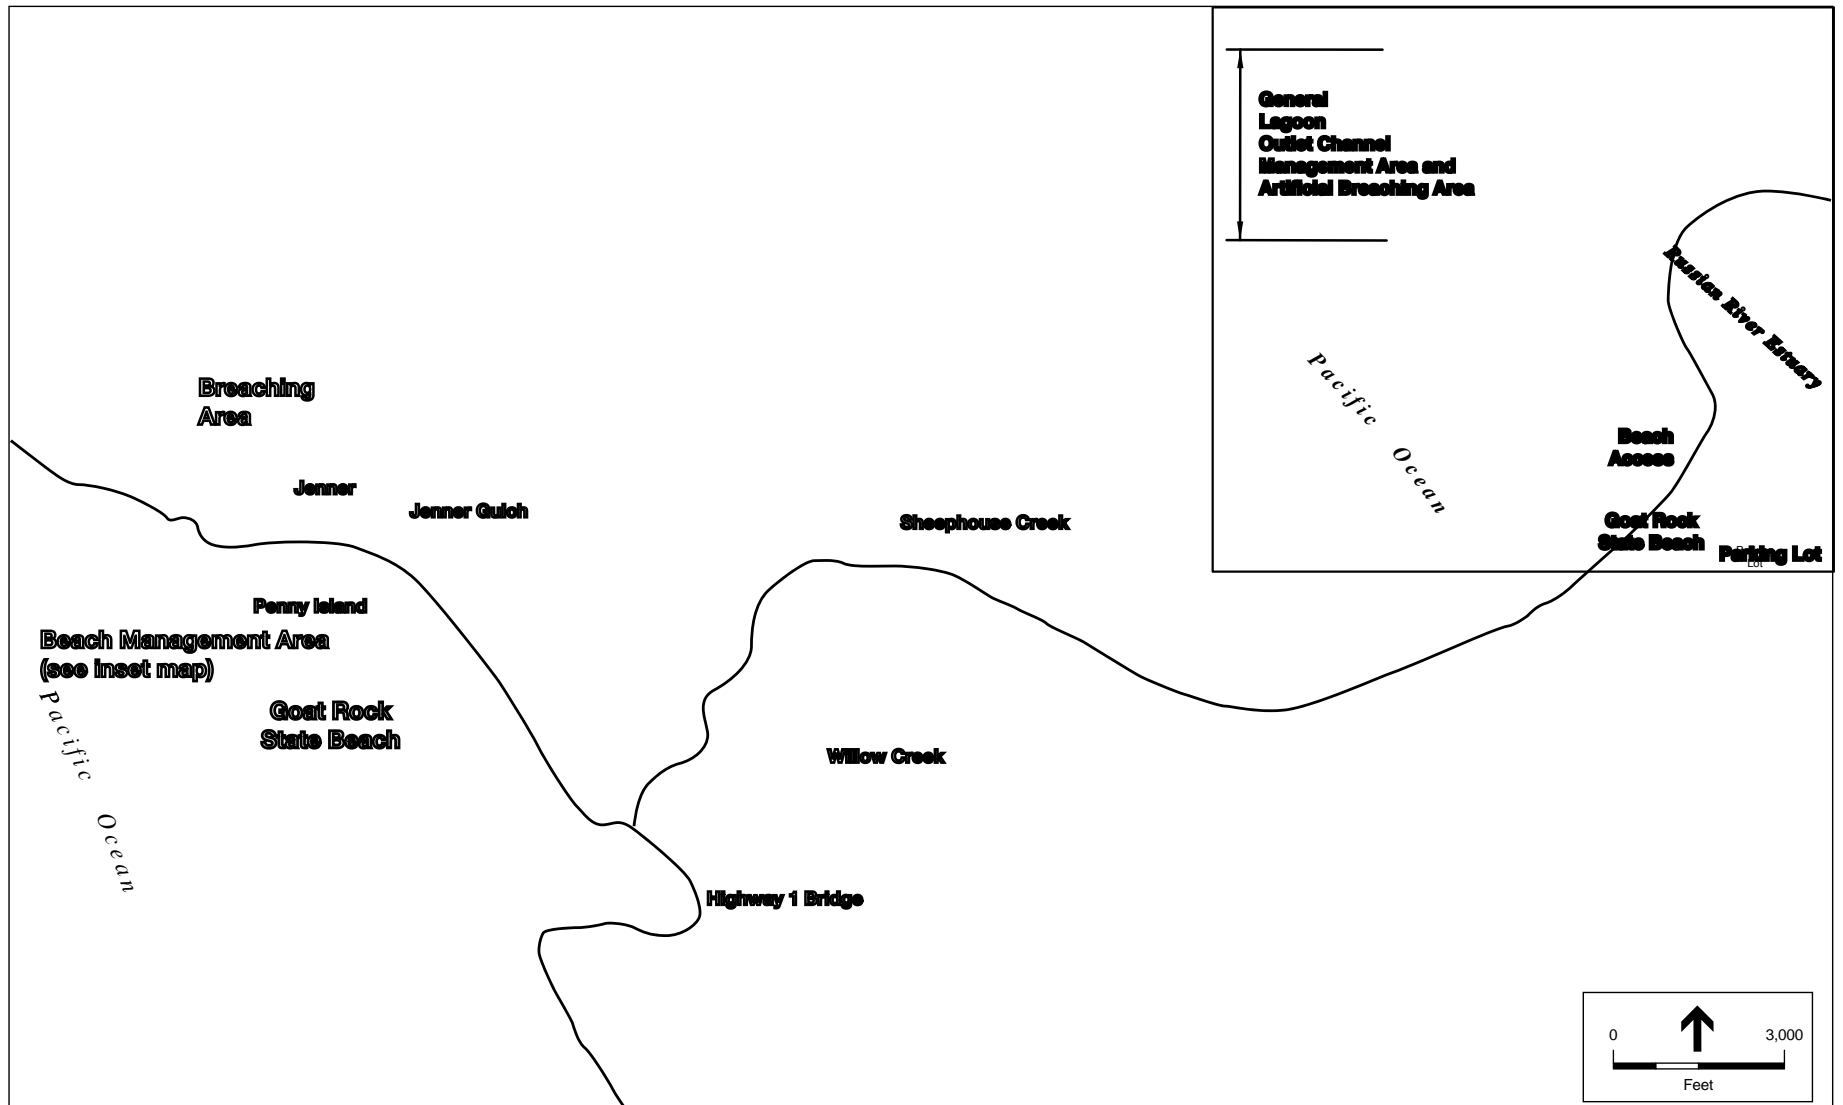 General
Lagoon
Outlet Channel
Management Area and
Artificial Breaching Area
Russian River Estuary
Pacific Ocean
Beach
Access
Goat Rock
State Beach
Parking Lot
Lot
Breaching
Area
Jenner
Jenner Gulch
Sheephouse Creek
Penny Island
Beach Management Area
(see inset map)
Goat Rock
State Beach
Pacific Ocean
Willow Creek
Highway 1 Bridge
0 3,000
Feet